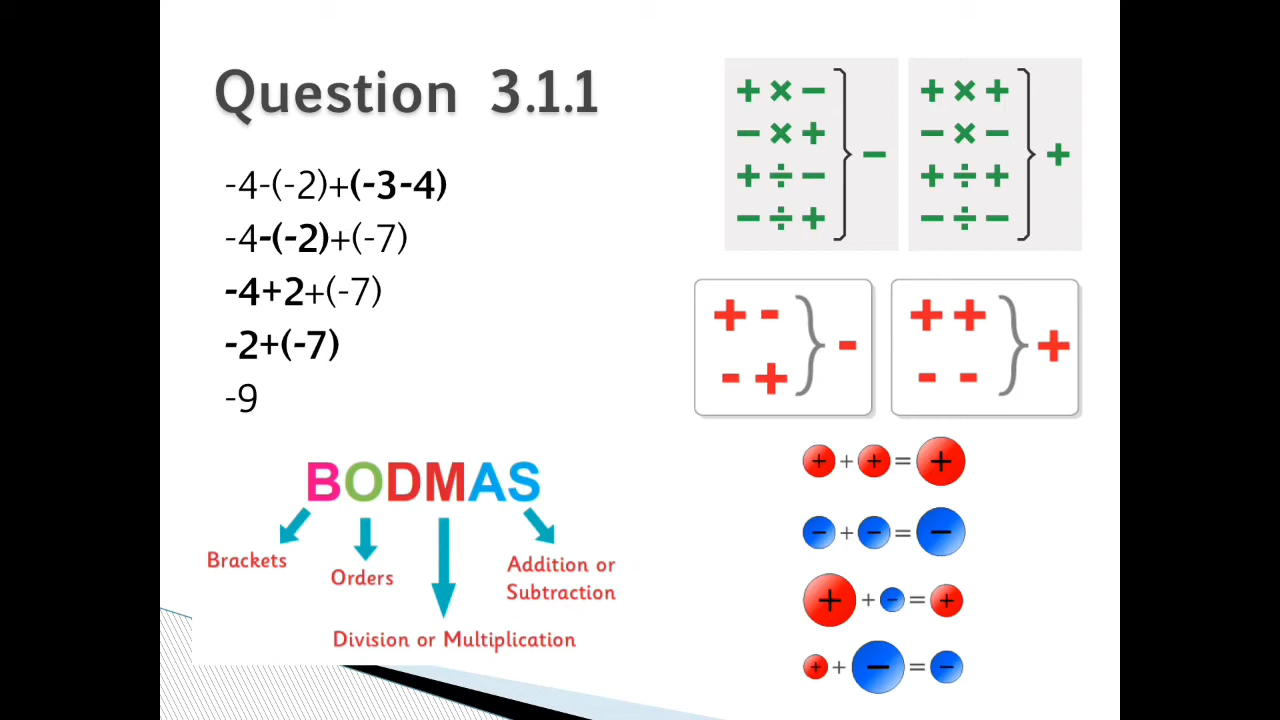 Question 3.1.1
-4-(-2)+(-3-4)
-4-(-2)+(-7)
-4+2+(-7)
-2+(-7)
-9
+ × −
− × +
+ ÷ −
− ÷ +
−
+ × +
− × −
+ ÷ +
− ÷ −
+
+ -
- +
-
+ +
- -
+
+ + + = +
− + − = −
+ + − = +
+ + − = −
BODMAS
Brackets
Orders
Division or Multiplication
Addition or
Subtraction